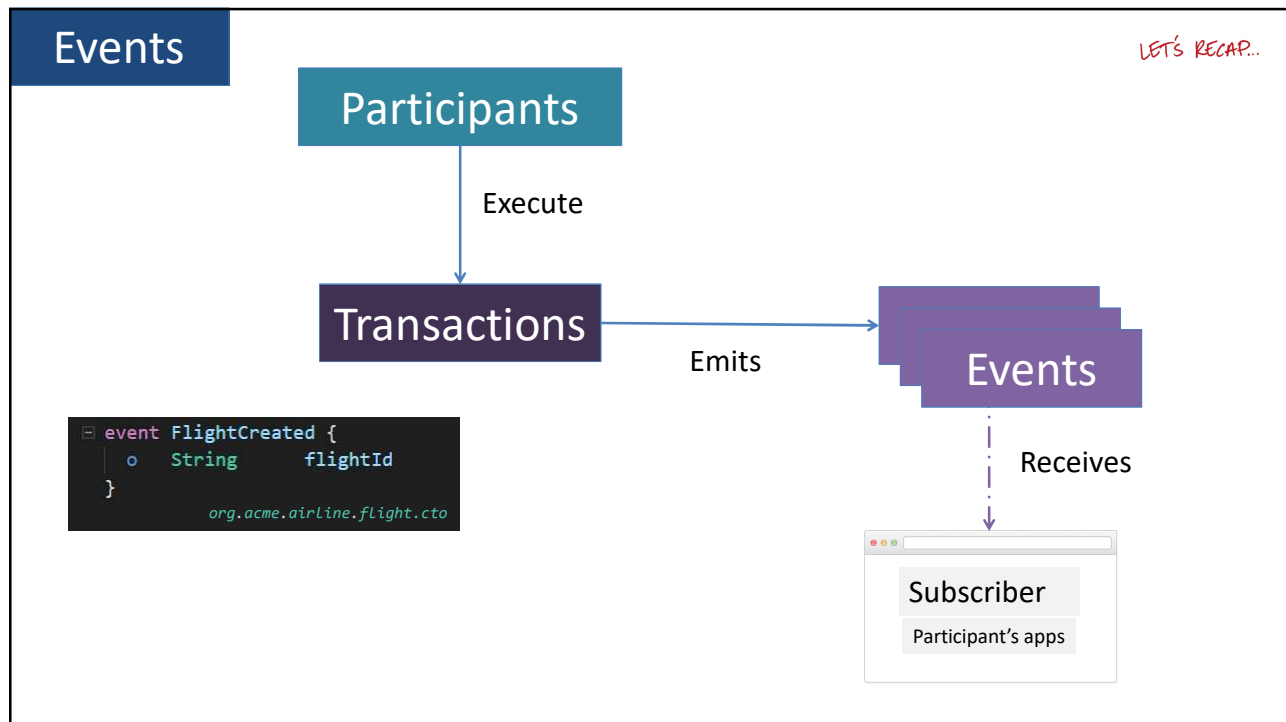 Events
LET'S RECAP...
Participants
Execute
Transactions
Emits
Events
event FlightCreated {
o String flightId
}
org.acme.airline.flight.cto
Receives
Subscriber
Participant’s apps